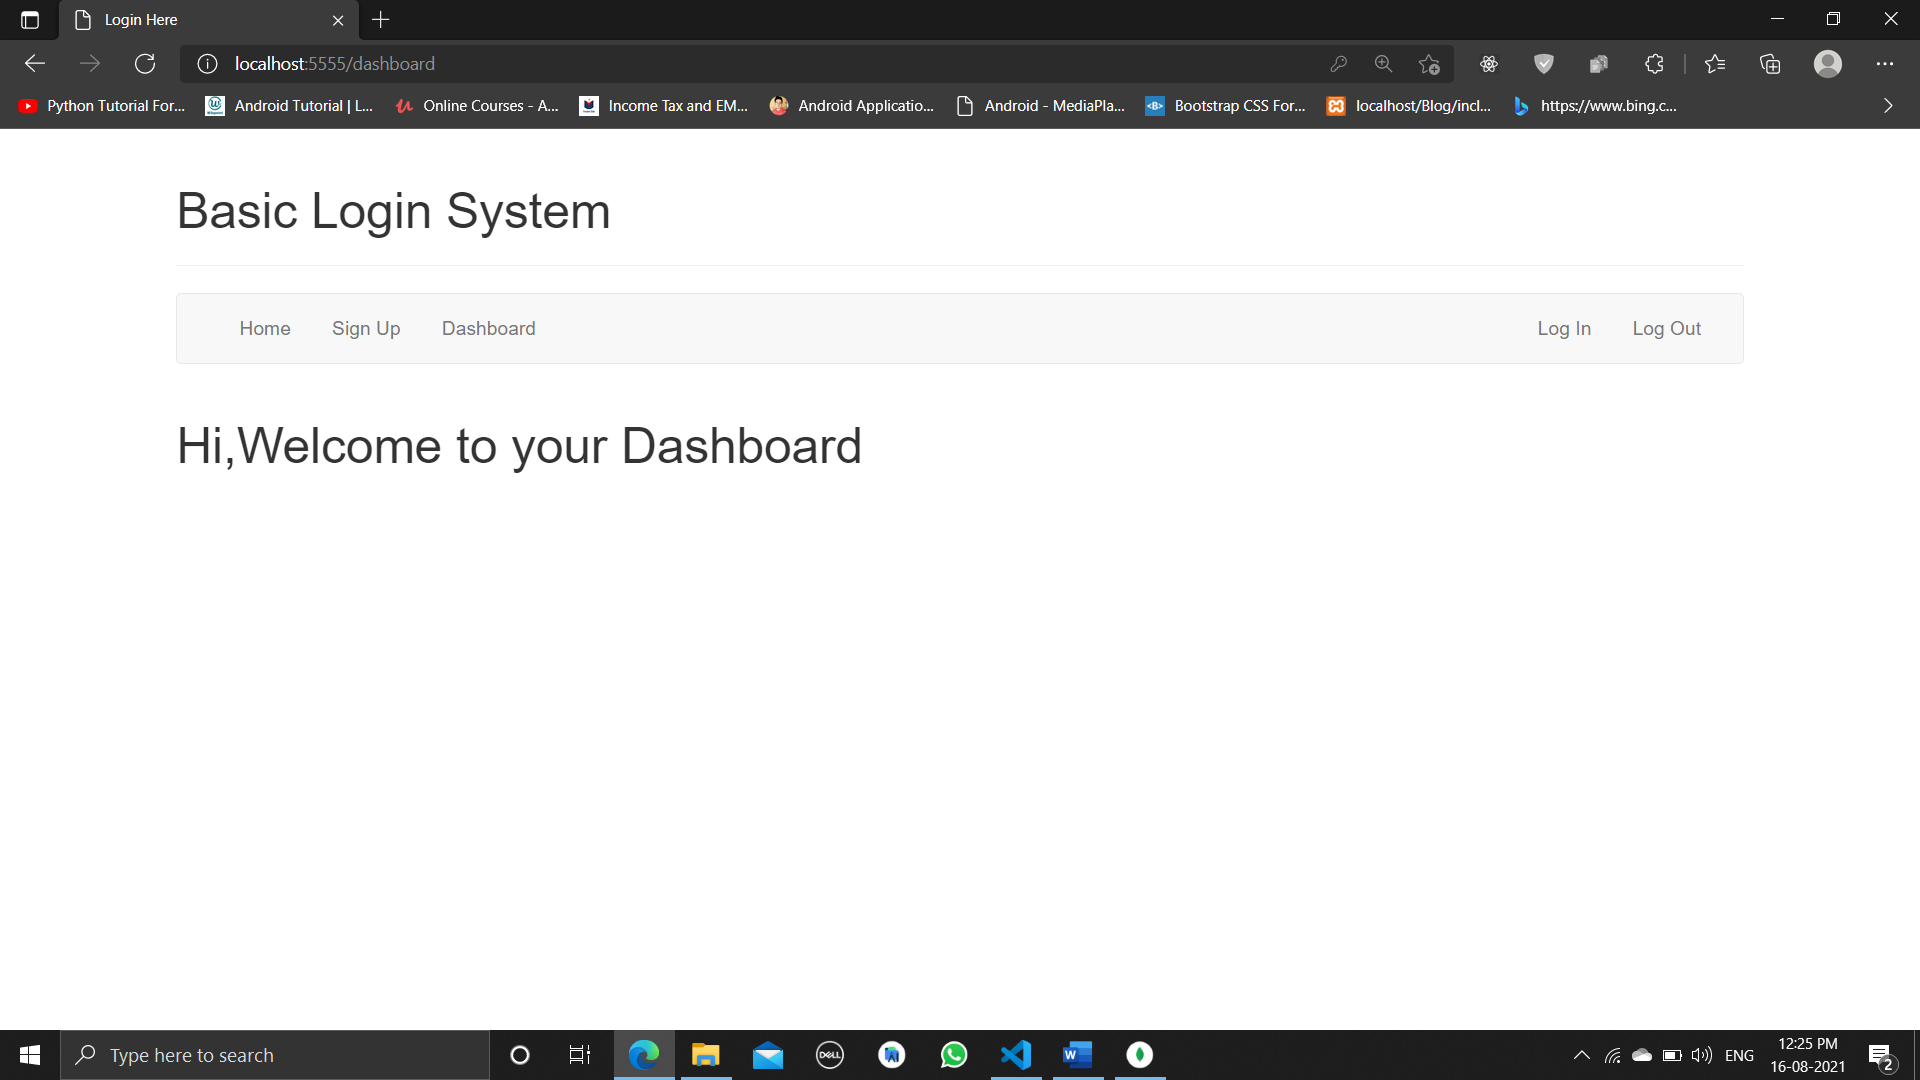 Login Here
localhost:5555/dashboard
Python Tutorial For...
Android Tutorial | L...
Online Courses - A...
Income Tax and EM...
Android Applicatio...
Android - MediaPla...
Bootstrap CSS For...
localhost/Blog/incl...
https://www.bing.c...
Basic Login System
Home Sign Up Dashboard Log In Log Out
Hi,Welcome to your Dashboard
Type here to search
DELL
ENG
12:25 PM
16-08-2021
2